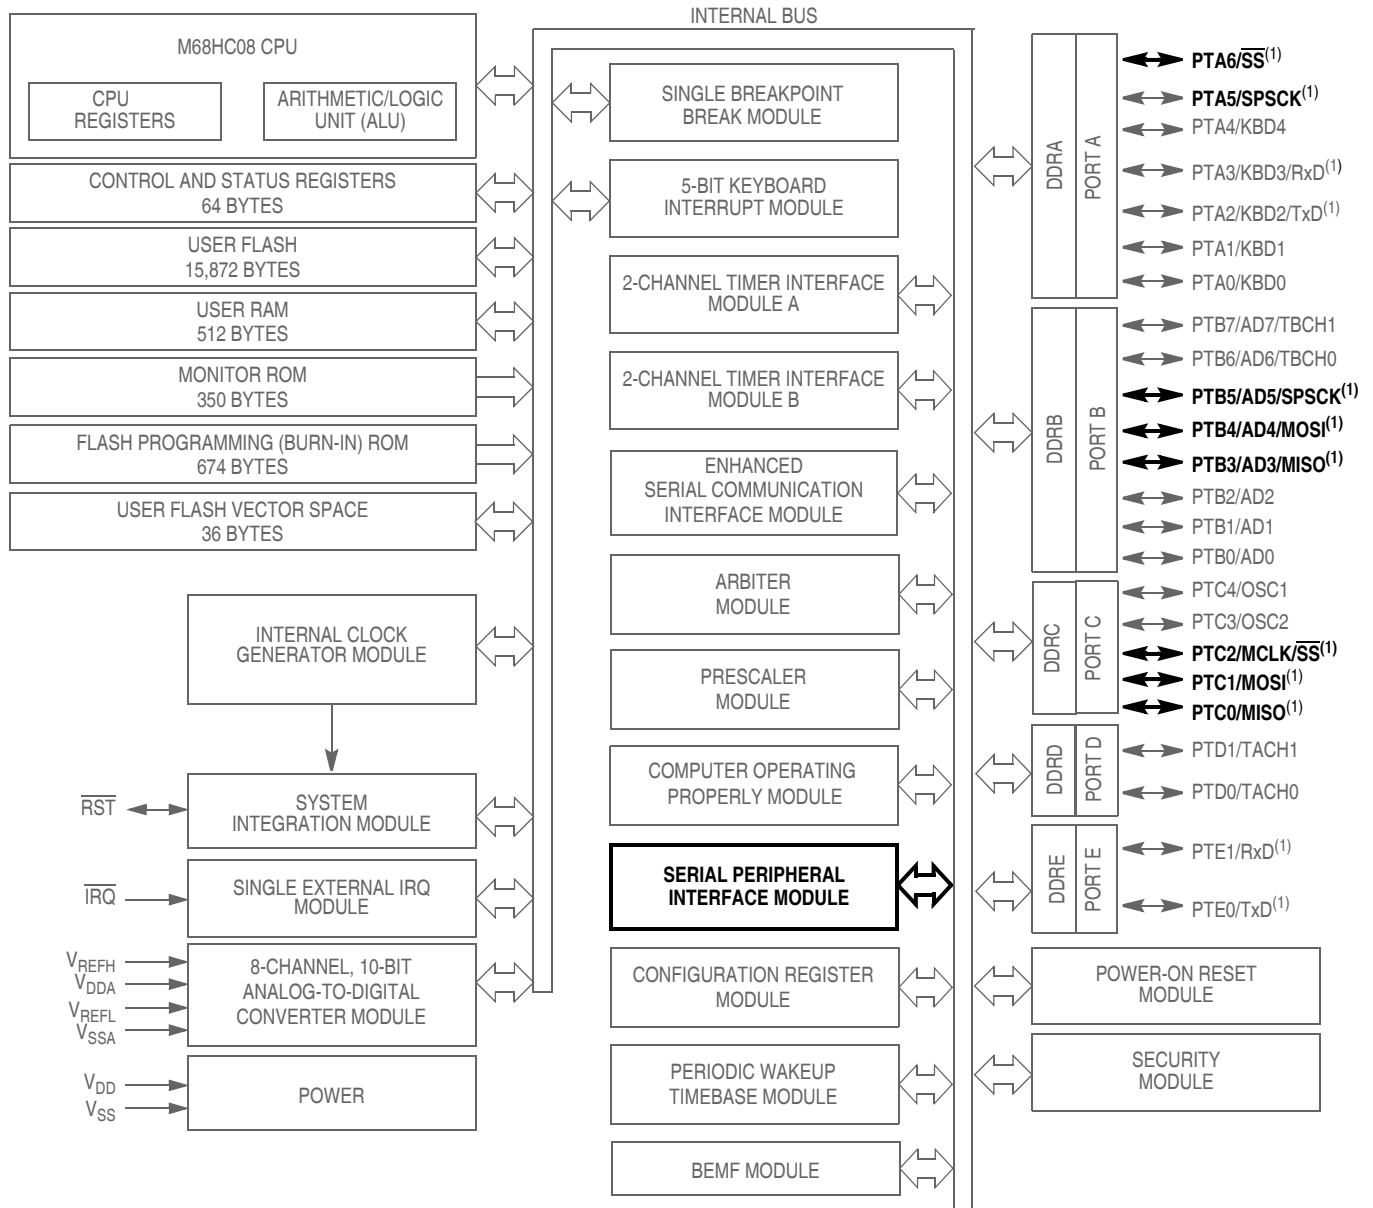 INTERNAL BUS
M68HC08 CPU
CPU
REGISTERS
ARITHMETIC/LOGIC
UNIT (ALU)
CONTROL AND STATUS REGISTERS
64 BYTES
USER FLASH
15,872 BYTES
USER RAM
512 BYTES
MONITOR ROM
350 BYTES
FLASH PROGRAMMING (BURN-IN) ROM
674 BYTES
USER FLASH VECTOR SPACE
36 BYTES
INTERNAL CLOCK
GENERATOR MODULE
RST
SYSTEM
INTEGRATION MODULE
IRQ
SINGLE EXTERNAL IRQ
MODULE
VREFH
VDDA
VREFL
VSSA
8-CHANNEL, 10-BIT
ANALOG-TO-DIGITAL
CONVERTER MODULE
VDD
VSS
POWER
SINGLE BREAKPOINT
BREAK MODULE
5-BIT KEYBOARD
INTERRUPT MODULE
2-CHANNEL TIMER INTERFACE
MODULE A
2-CHANNEL TIMER INTERFACE
MODULE B
ENHANCED
SERIAL COMMUNICATION
INTERFACE MODULE
ARBITER
MODULE
PRESCALER
MODULE
COMPUTER OPERATING
PROPERLY MODULE
SERIAL PERIPHERAL
INTERFACE MODULE
CONFIGURATION REGISTER
MODULE
PERIODIC WAKEUP
TIMEBASE MODULE
BEMF MODULE
DDRA
PORT A
PTA6/SS(1)
PTA5/SPSCK(1)
PTA4/KBD4
PTA3/KBD3/RxD(1)
PTA2/KBD2/TxD(1)
PTA1/KBD1
PTA0/KBD0
DDRB
PORT B
PTB7/AD7/TBCH1
PTB6/AD6/TBCH0
PTB5/AD5/SPSCK(1)
PTB4/AD4/MOSI(1)
PTB3/AD3/MISO(1)
PTB2/AD2
PTB1/AD1
PTB0/AD0
DDRC
PORT C
PTC4/OSC1
PTC3/OSC2
PTC2/MCLK/SS(1)
PTC1/MOSI(1)
PTC0/MISO(1)
DDRD
PORT D
PTD1/TACH1
PTD0/TACH0
DDRE
PORT E
PTE1/RxD(1)
PTE0/TxD(1)
POWER-ON RESET
MODULE
SECURITY
MODULE